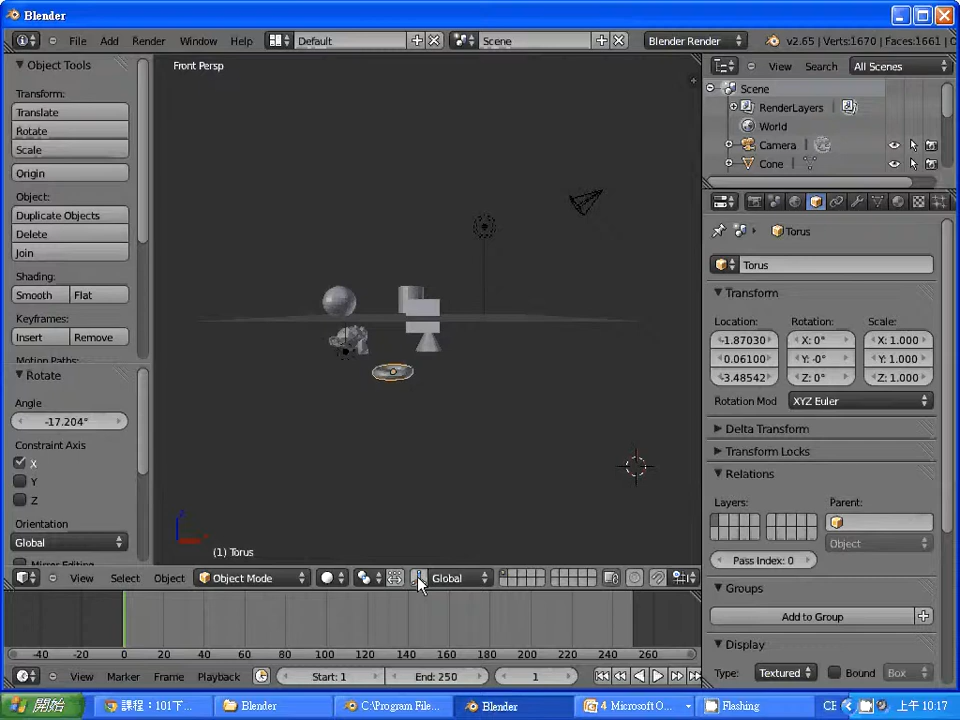 Blender
File Add Render Window Help Default Scene Blender Render v2.65 | Verts:1670 | Faces:1661 |
Object Tools
Transform:
Translate
Rotate
Scale
Origin
Object:
Duplicate Objects
Delete
Join
Shading:
Smooth Flat
Keyframes:
Insert Remove
Motion Paths:
Rotate
Angle
-17.204°
Constraint Axis
X
Y
Z
Orientation
Global
Front Persp
(1) Torus
View Select Object Object Mode Global
View Search All Scenes
Scene
RenderLayers
World
Camera
Cone
Torus
Torus
Transform
Location: Rotation: Scale:
-1.87030 X: 0° X: 1.000
0.06100 Y: -0° Y: 1.000
-3.48542 Z: 0° Z: 1.000
Rotation Mod XYZ Euler
Delta Transform
Transform Locks
Relations
Layers: Parent:
Object
Pass Index: 0
Groups
Add to Group
Display
Type: Textured Bound Box
-40 -20 0 20 40 60 80 100 120 140 160 180 200 220 240 260
View Marker Frame Playback Start: 1 End: 250 1
開始 課程：101下... Blender C:\Program File... Blender 4 Microsoft O... Flashing CE 上午 10:17